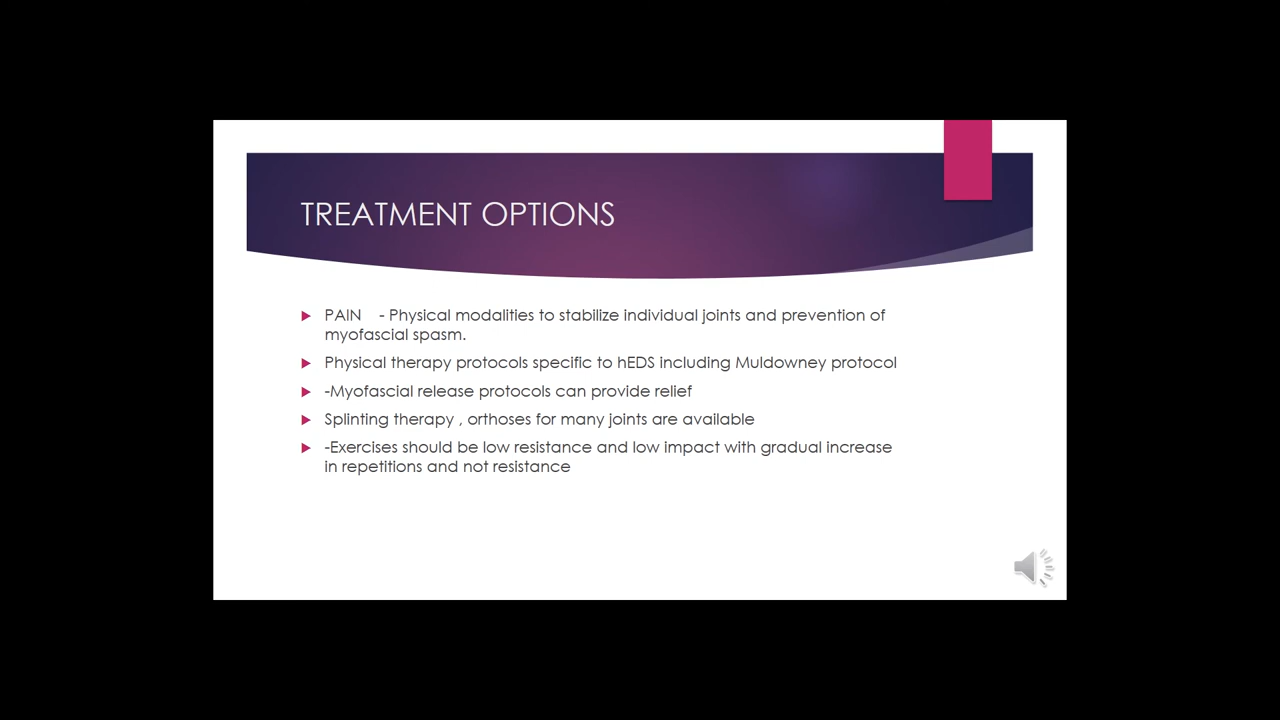 TREATMENT OPTIONS
PAIN - Physical modalities to stabilize individual joints and prevention of
myofascial spasm.
Physical therapy protocols specific to hEDS including Muldowney protocol
-Myofascial release protocols can provide relief
Splinting therapy , orthoses for many joints are available
-Exercises should be low resistance and low impact with gradual increase
in repetitions and not resistance